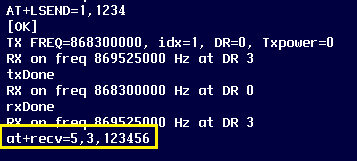 AT+LSEND=1,1234
[OK]
TX FREQ=868300000, idx=1, DR=0, Txpower=0
RX on freq 869525000 Hz at DR 3
txDone
RX on freq 868300000 Hz at DR 0
rxDone
RX on freq 869525000 Hz at DR 3
at+recv=5,3,123456